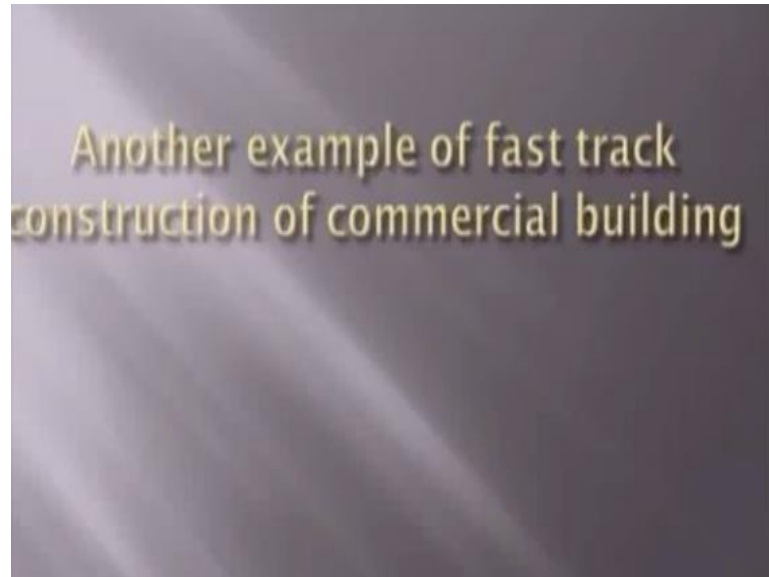 Another example of fast track
construction of commercial building